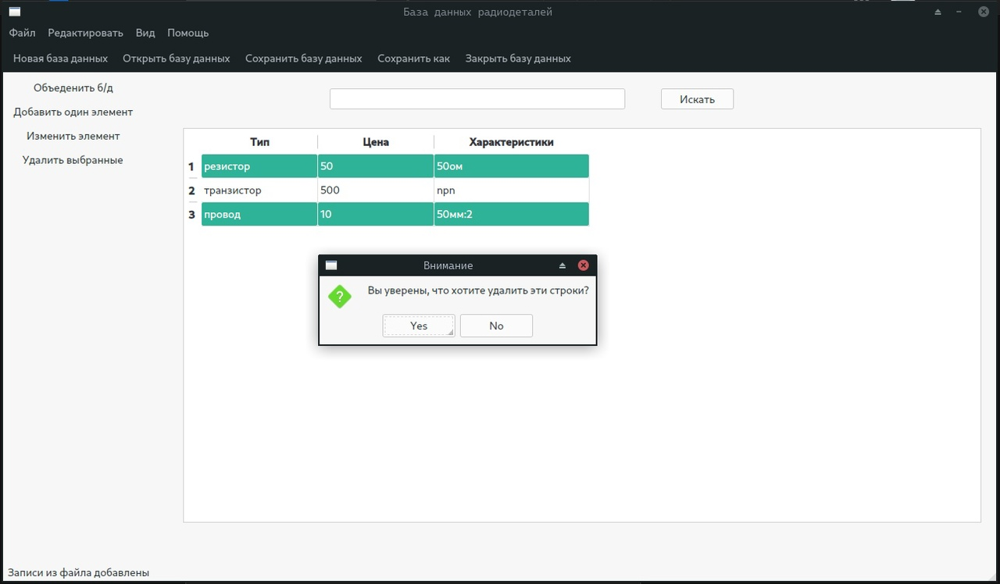 База данных радиодеталей
Файл Редактировать Вид Помощь
Новая база данных Открыть базу данных Сохранить базу данных Сохранить как Закрыть базу данных
Объеденить б/д
Добавить один элемент
Изменить элемент
Удалить выбранные
Искать
Тип Цена Характеристики
1 резистор 50 50ом
2 транзистор 500 npn
3 провод 10 50мм:2
Внимание
?
Вы уверены, что хотите удалить эти строки?
Yes No
Записи из файла добавлены